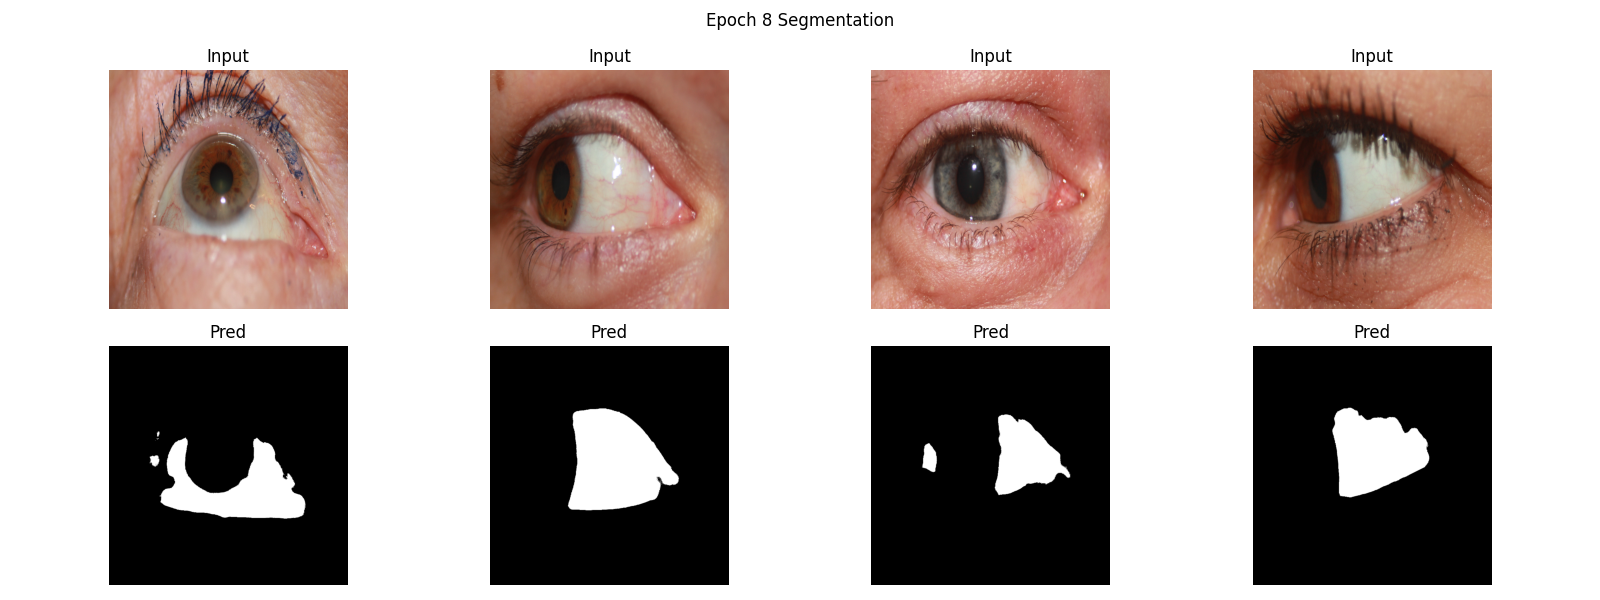 Epoch 8 Segmentation
Input Input Input Input
Pred Pred Pred Pred